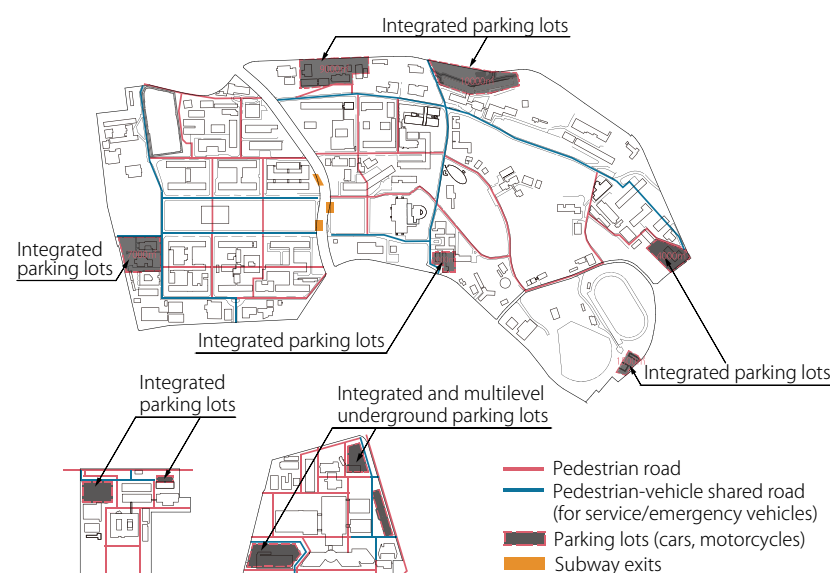 Integrated parking lots
Integrated
parking lots
Integrated parking lots
Integrated parking lots
Integrated
parking lots
Integrated and multilevel
underground parking lots
Pedestrian road
Pedestrian-vehicle shared road
(for service/emergency vehicles)
Parking lots (cars, motorcycles)
Subway exits